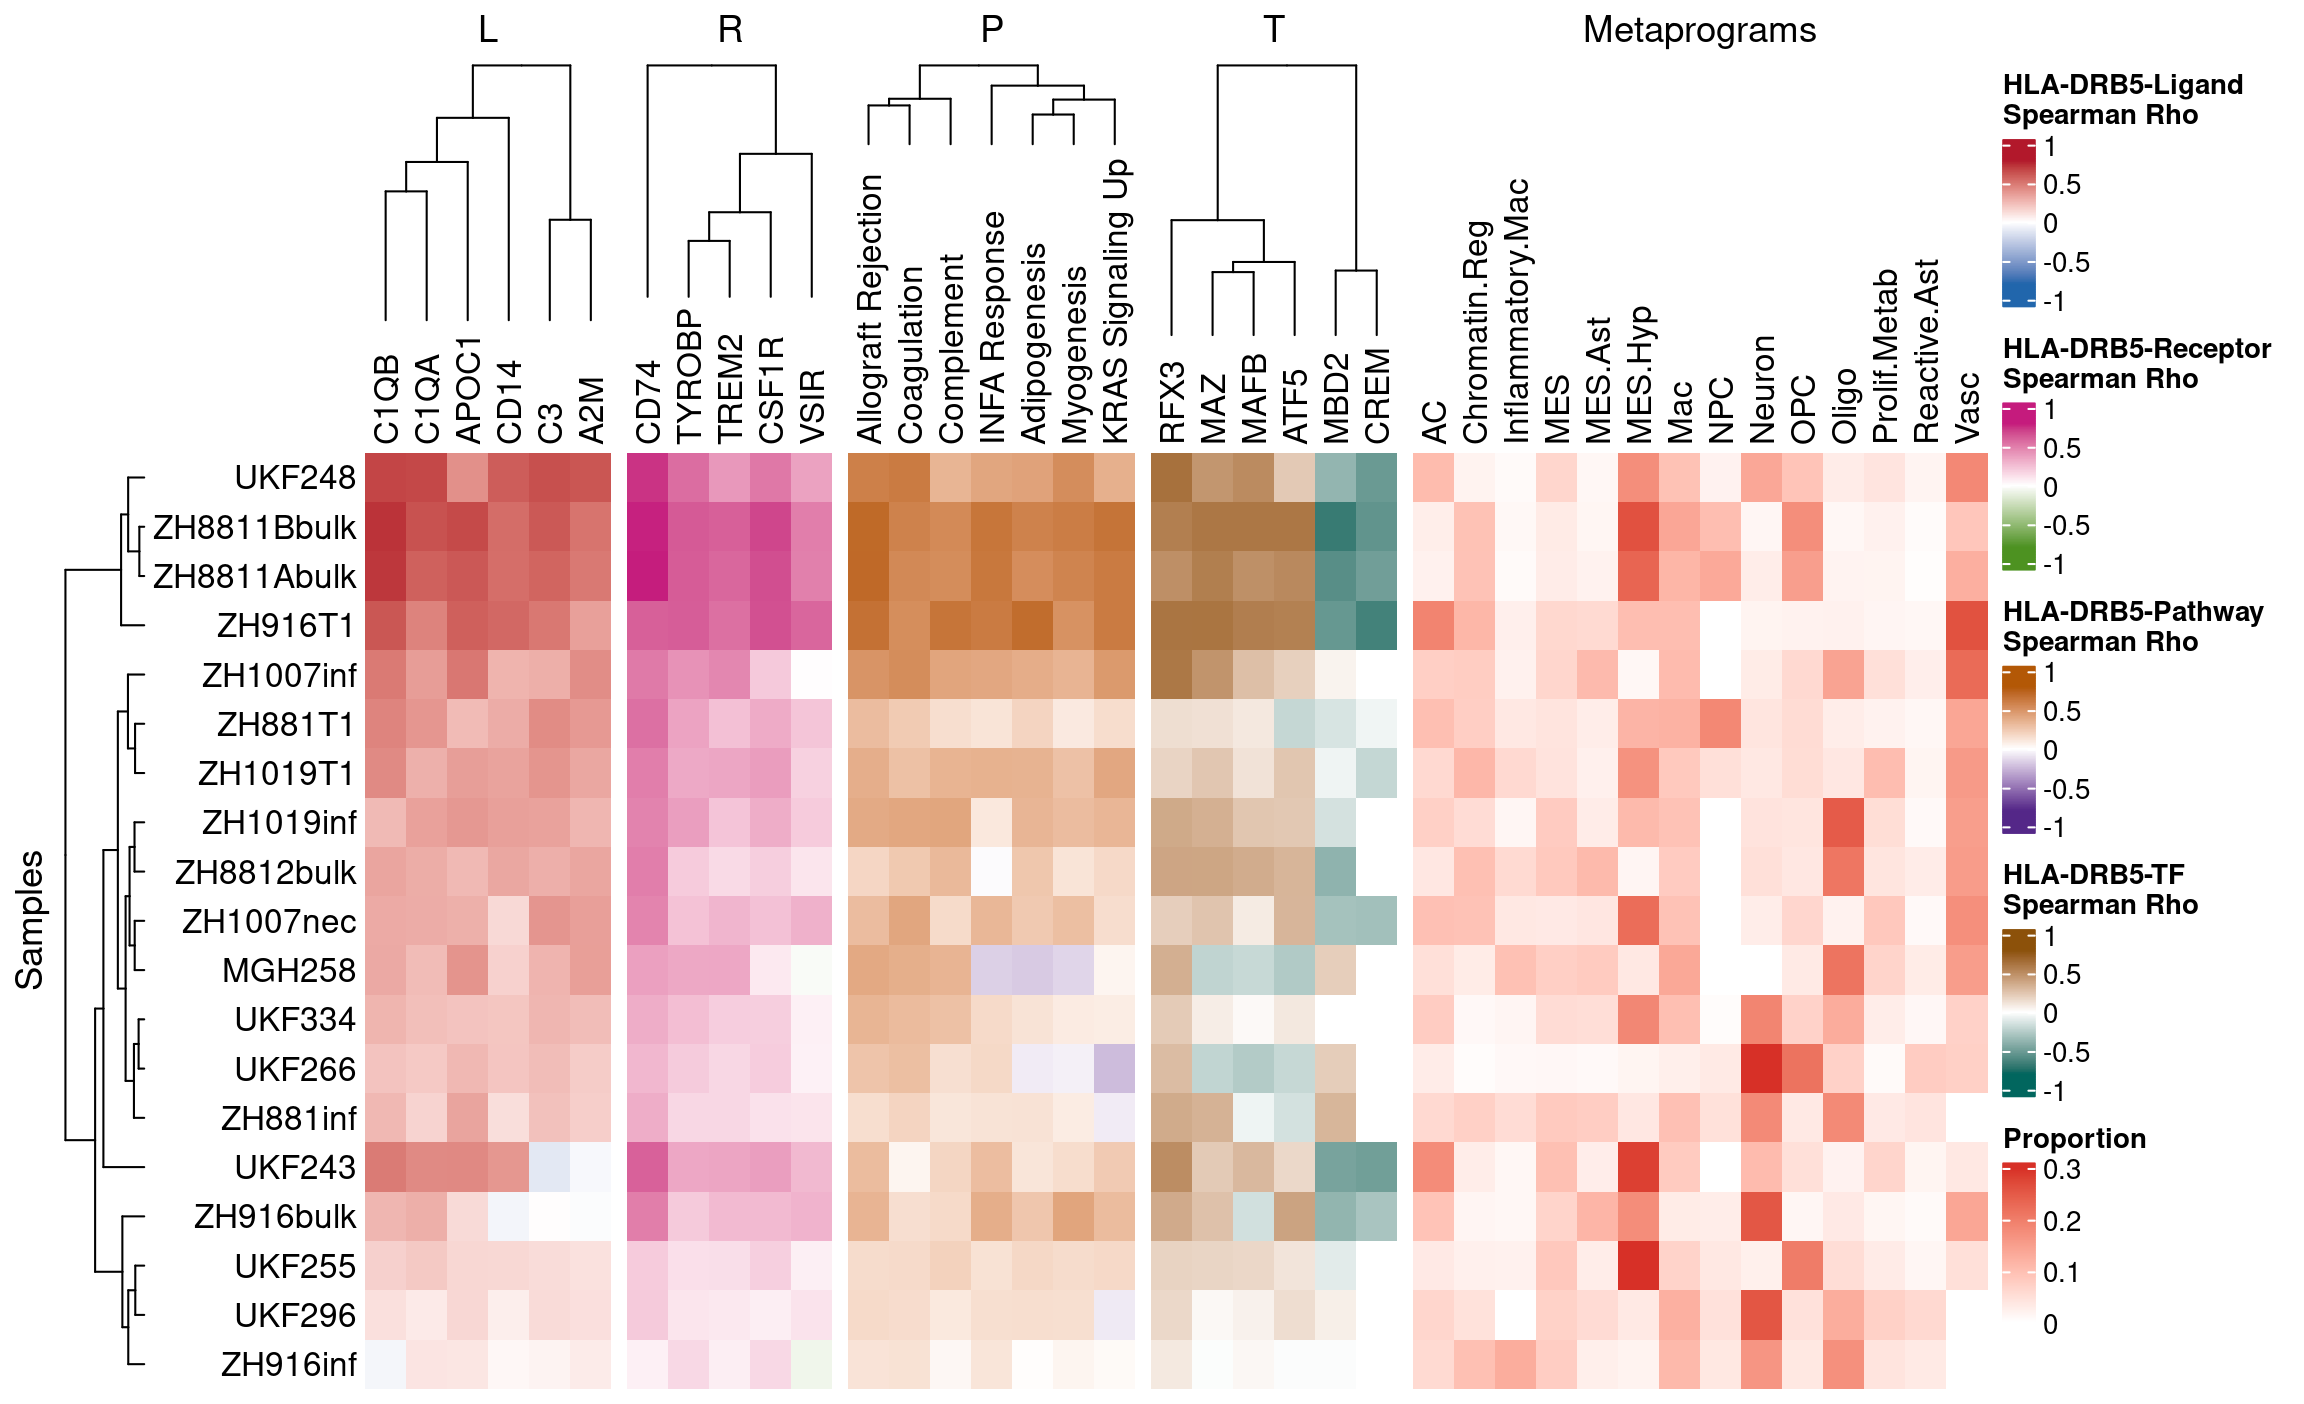 L
R
P
T
Metaprograms
C1QB
C1QA
APOC1
CD14
C3
A2M
CD74
TYROBP
TREM2
CSF1R
VSIR
Allograft Rejection
Coagulation
Complement
INFA Response
Adipogenesis
Myogenesis
KRAS Signaling Up
RFX3
MAZ
MAFB
ATF5
MBD2
CREM
AC
Chromatin.Reg
Inflammatory.Mac
MES
MES.Ast
MES.Hyp
Mac
NPC
Neuron
OPC
Oligo
Prolif.Metab
Reactive.Ast
Vasc
Samples
UKF248
ZH8811Bbulk
ZH8811Abulk
ZH916T1
ZH1007inf
ZH881T1
ZH1019T1
ZH1019inf
ZH8812bulk
ZH1007nec
MGH258
UKF334
UKF266
ZH881inf
UKF243
ZH916bulk
UKF255
UKF296
ZH916inf
HLA-DRB5-Ligand
Spearman Rho
1
0.5
0
-0.5
-1
HLA-DRB5-Receptor
Spearman Rho
1
0.5
0
-0.5
-1
HLA-DRB5-Pathway
Spearman Rho
1
0.5
0
-0.5
-1
HLA-DRB5-TF
Spearman Rho
1
0.5
0
-0.5
-1
Proportion
0.3
0.2
0.1
0